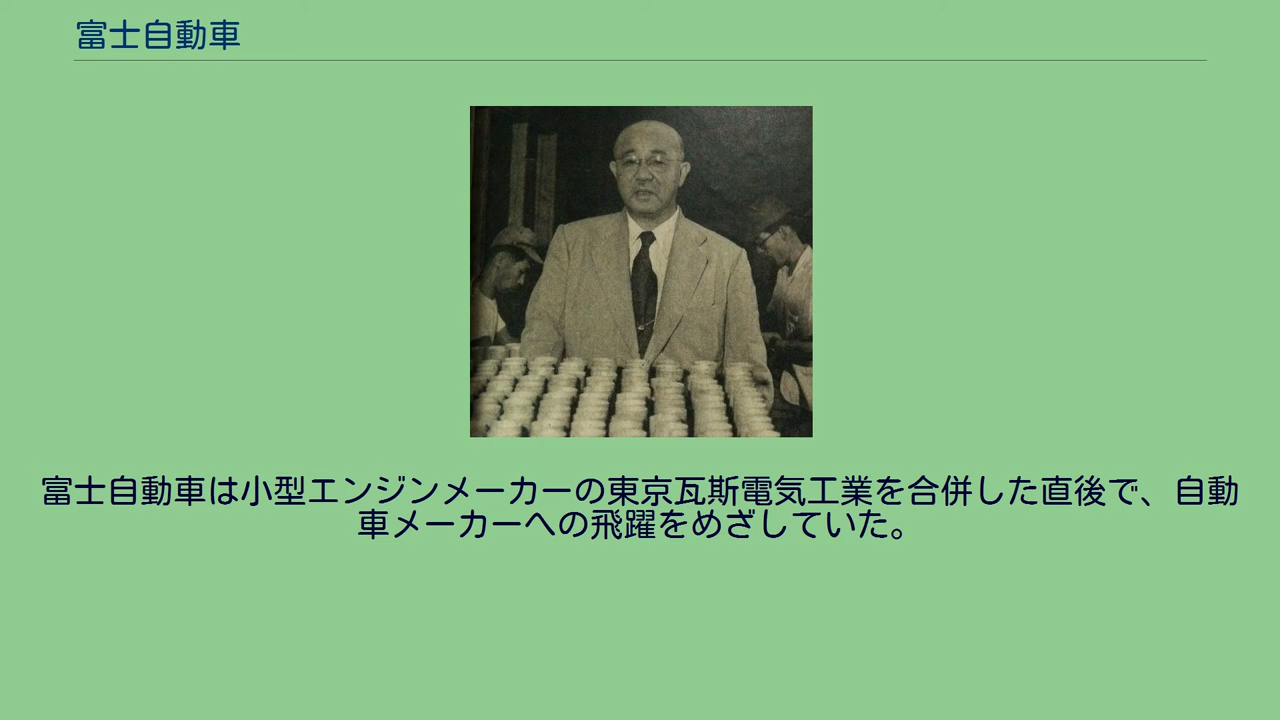 富士自動車
富士自動車は小型エンジンメーカーの東京瓦斯電気工業を合併した直後で、自動
車メーカーへの飛躍をめざしていた。